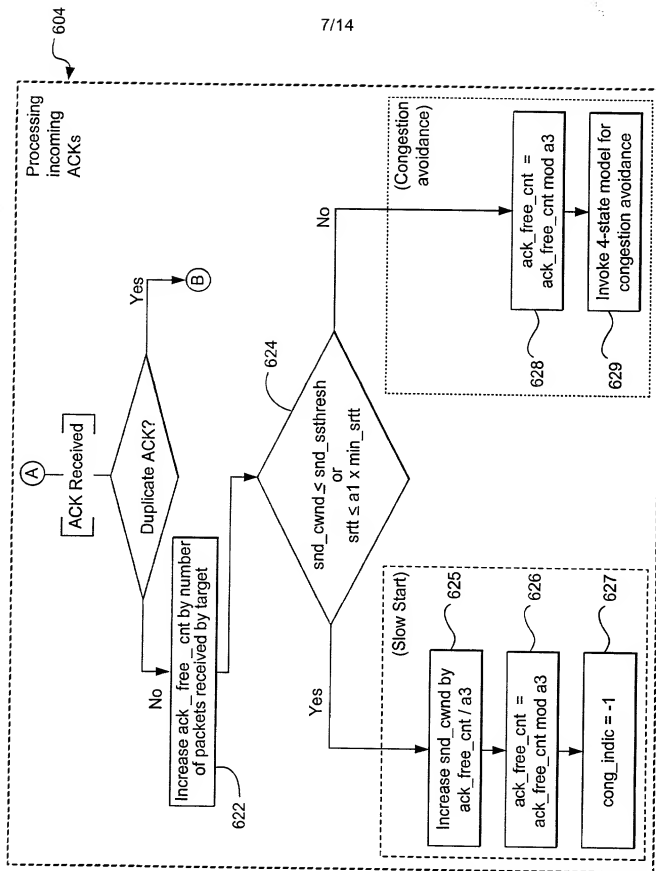 7/14
604
Processing
incoming
ACKs
A
ACK Received
Duplicate ACK?
Yes
B
No
Increase ack_free_cnt by number
of packets received by target
622
624
snd_cwnd ≤ snd_ssthresh
or
srtt ≤ a1 x min_srtt
Yes
(Slow Start)
Increase snd_cwnd by
ack_free_cnt / a3
625
ack_free_cnt =
ack_free_cnt mod a3
626
cong_indic = -1
627
No
(Congestion
avoidance)
ack_free_cnt =
ack_free_cnt mod a3
628
Invoke 4-state model for
congestion avoidance
629